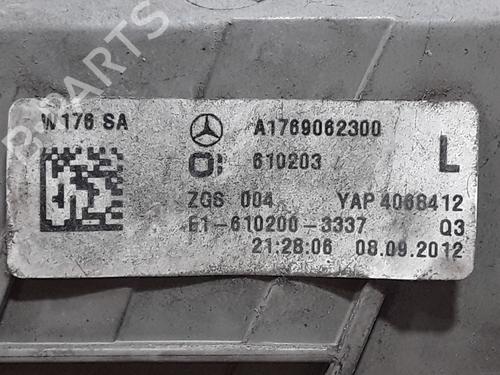 B-PARTS
W176 SA A1769062300
610203 L
ZGS 004 YAP 4068412
E1-610200-3337 Q3
21:28:06 08.09.2012